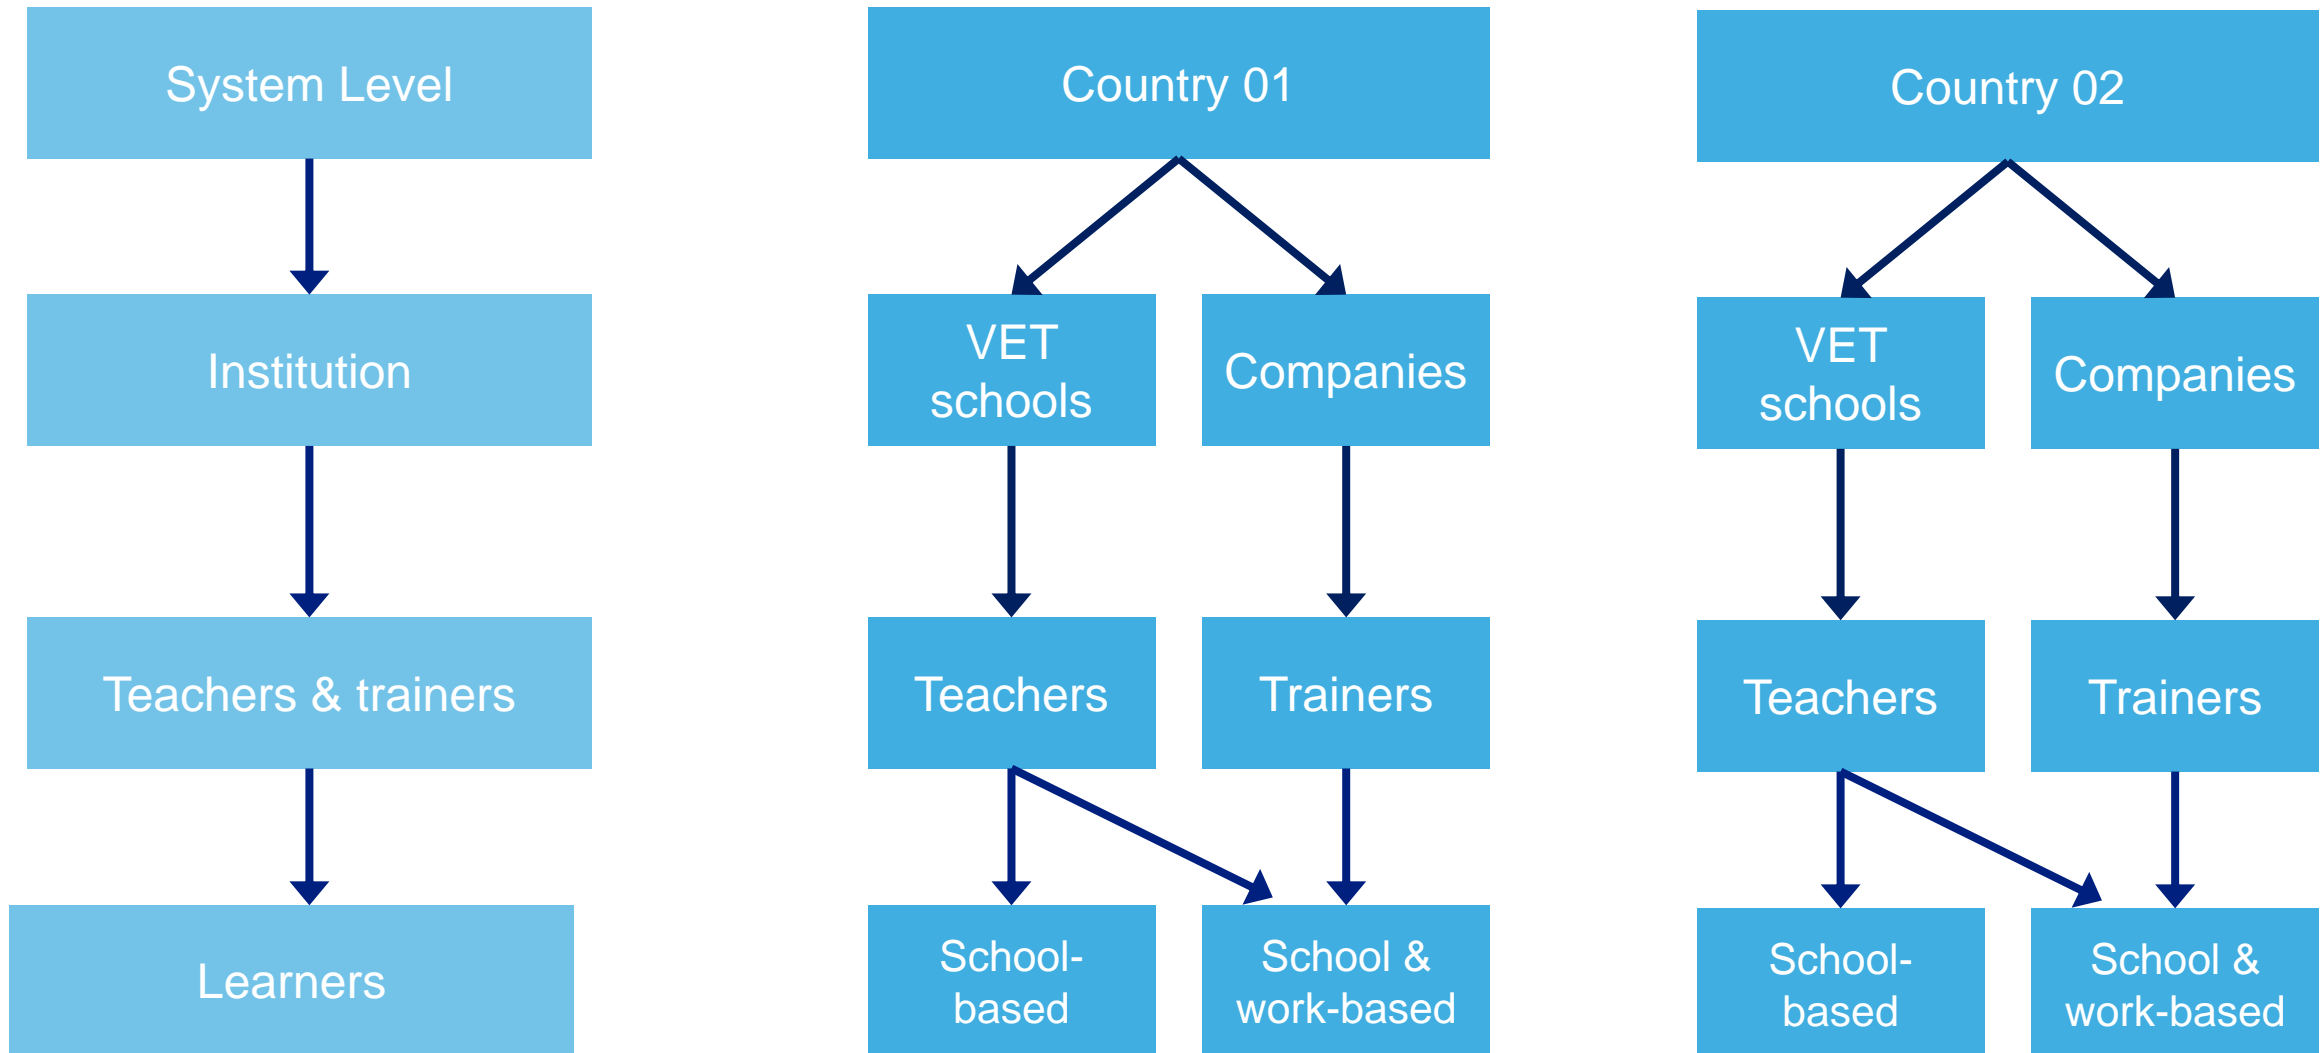 System Level
Institution
Teachers & trainers
Learners
Country 01
VET
schools
Companies
Teachers
Trainers
School-
based
School &
work-based
Country 02
VET
schools
Companies
Teachers
Trainers
School-
based
School &
work-based